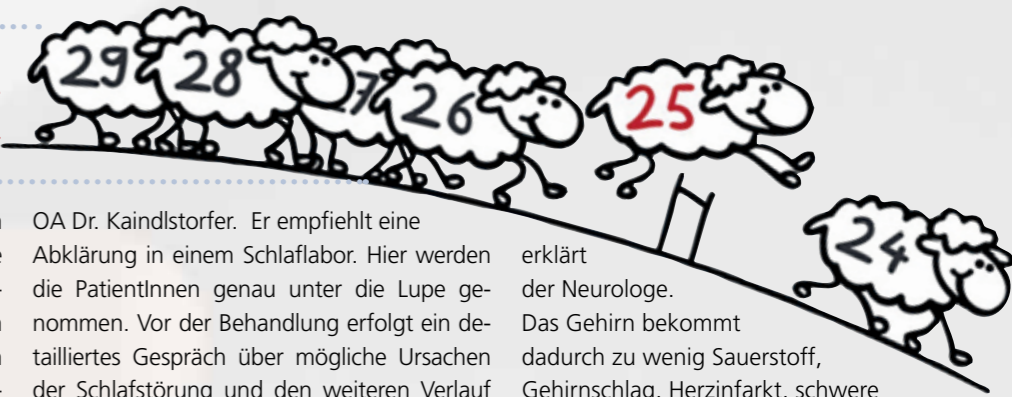 29
28
27
26
25
24
OA Dr. Kaindlstorfer. Er empfiehlt eine
Abklärung in einem Schlaflabor. Hier werden
die PatientInnen genau unter die Lupe ge-
nommen. Vor der Behandlung erfolgt ein de-
tailliertes Gespräch über mögliche Ursachen
der Schlafstörung und den weiteren Verlauf
erklärt
der Neurologe.
Das Gehirn bekommt
dadurch zu wenig Sauerstoff,
Gehirnschlag, Herzinfarkt, schwere